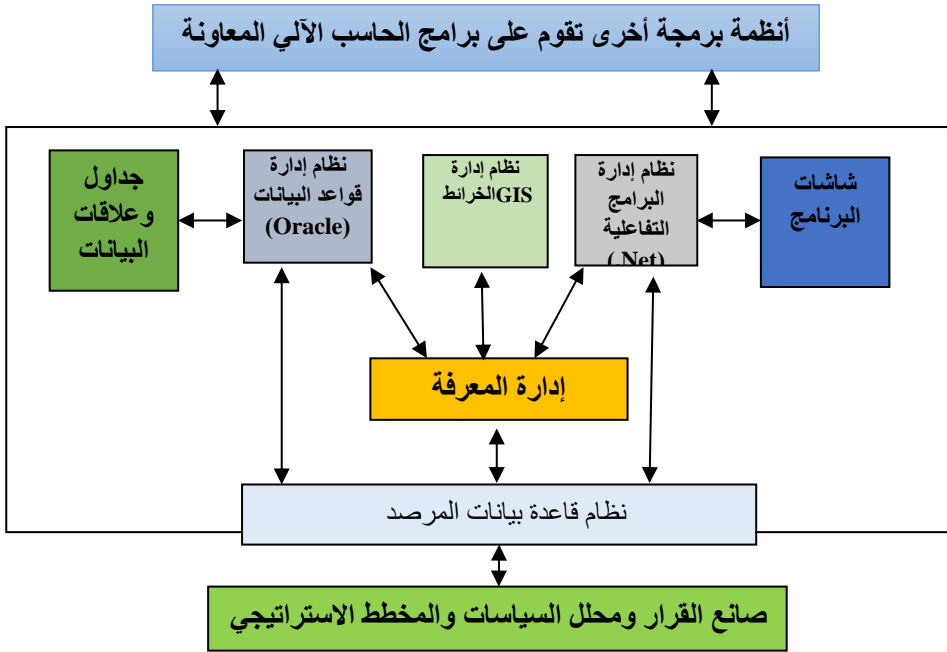 أنظمة برمجة أخرى تقوم على برامج الحاسب الآلي المعاونة
شاشات
البرنامج
نظام إدارة
البرامج
التفاعلية
(.Net)
نظام إدارة
الخرائطGIS
نظام إدارة
قواعد البيانات
(Oracle)
جداول
وعلاقات
البيانات
إدارة المعرفة
نظام قاعدة بيانات المرصد
صانع القرار ومحلل السياسات والمخطط الاستراتيجي